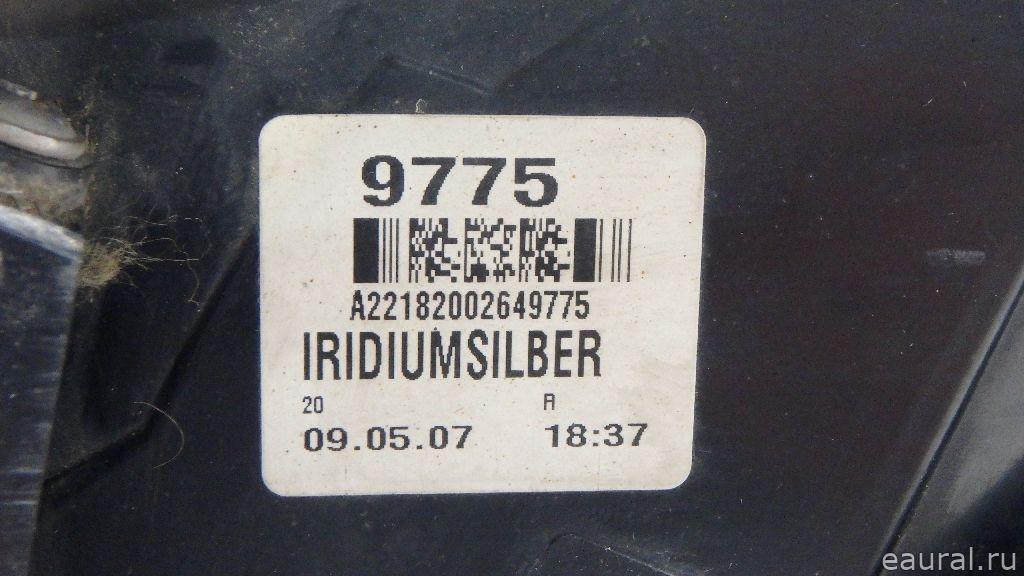 9775
A22182002649775
IRIDIUMSILBER
20 R
09.05.07 18:37
eaural.ru